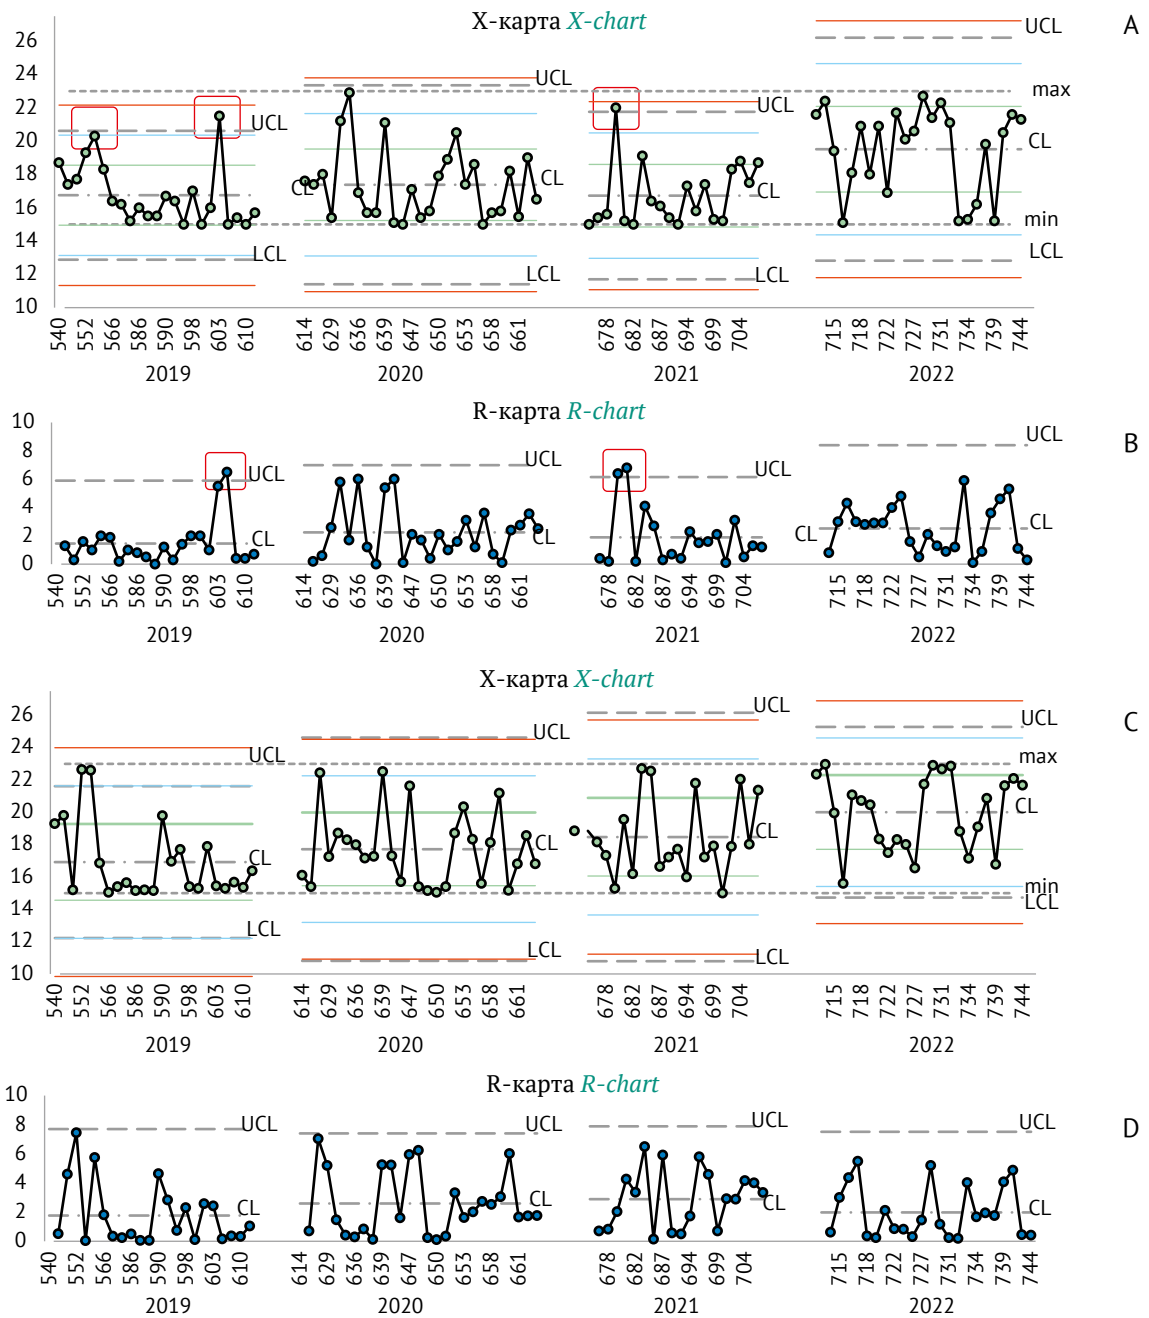 X-карта X-chart
A
26
24
22
20
18
16
14
12
10
UCL
CL
LCL
UCL
CL
CL
LCL
UCL
CL
LCL
UCL
max
CL
min
LCL
540 552 566 586 590 598 603 610 614 629 636 639 647 650 653 658 661 678 682 687 694 699 704 715 718 722 727 731 734 739 744
2019 2020 2021 2022
R-карта R-chart
B
10
8
6
4
2
0
UCL
CL
UCL
CL
UCL
CL
UCL
CL
540 552 566 586 590 598 603 610 614 629 636 639 647 650 653 658 661 678 682 687 694 699 704 715 718 722 727 731 734 739 744
2019 2020 2021 2022
X-карта X-chart
C
26
24
22
20
18
16
14
12
10
UCL
CL
LCL
UCL
CL
LCL
UCL
CL
LCL
UCL
max
CL
min
LCL
540 552 566 586 590 598 603 610 614 629 636 639 647 650 653 658 661 678 682 687 694 699 704 715 718 722 727 731 734 739 744
2019 2020 2021 2022
R-карта R-chart
D
10
8
6
4
2
0
UCL
CL
UCL
CL
UCL
CL
UCL
CL
540 552 566 586 590 598 603 610 614 629 636 639 647 650 653 658 661 678 682 687 694 699 704 715 718 722 727 731 734 739 744
2019 2020 2021 2022